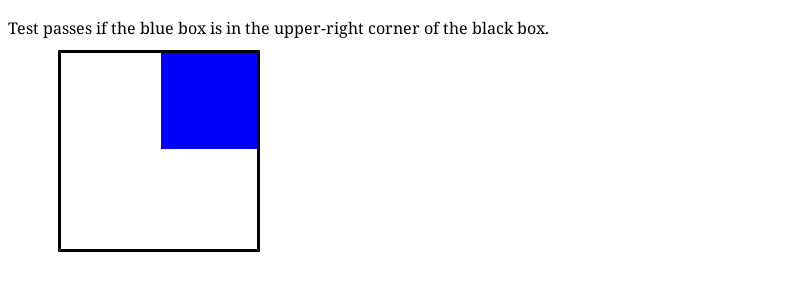 Test passes if the blue box is in the upper-right corner of the black box.